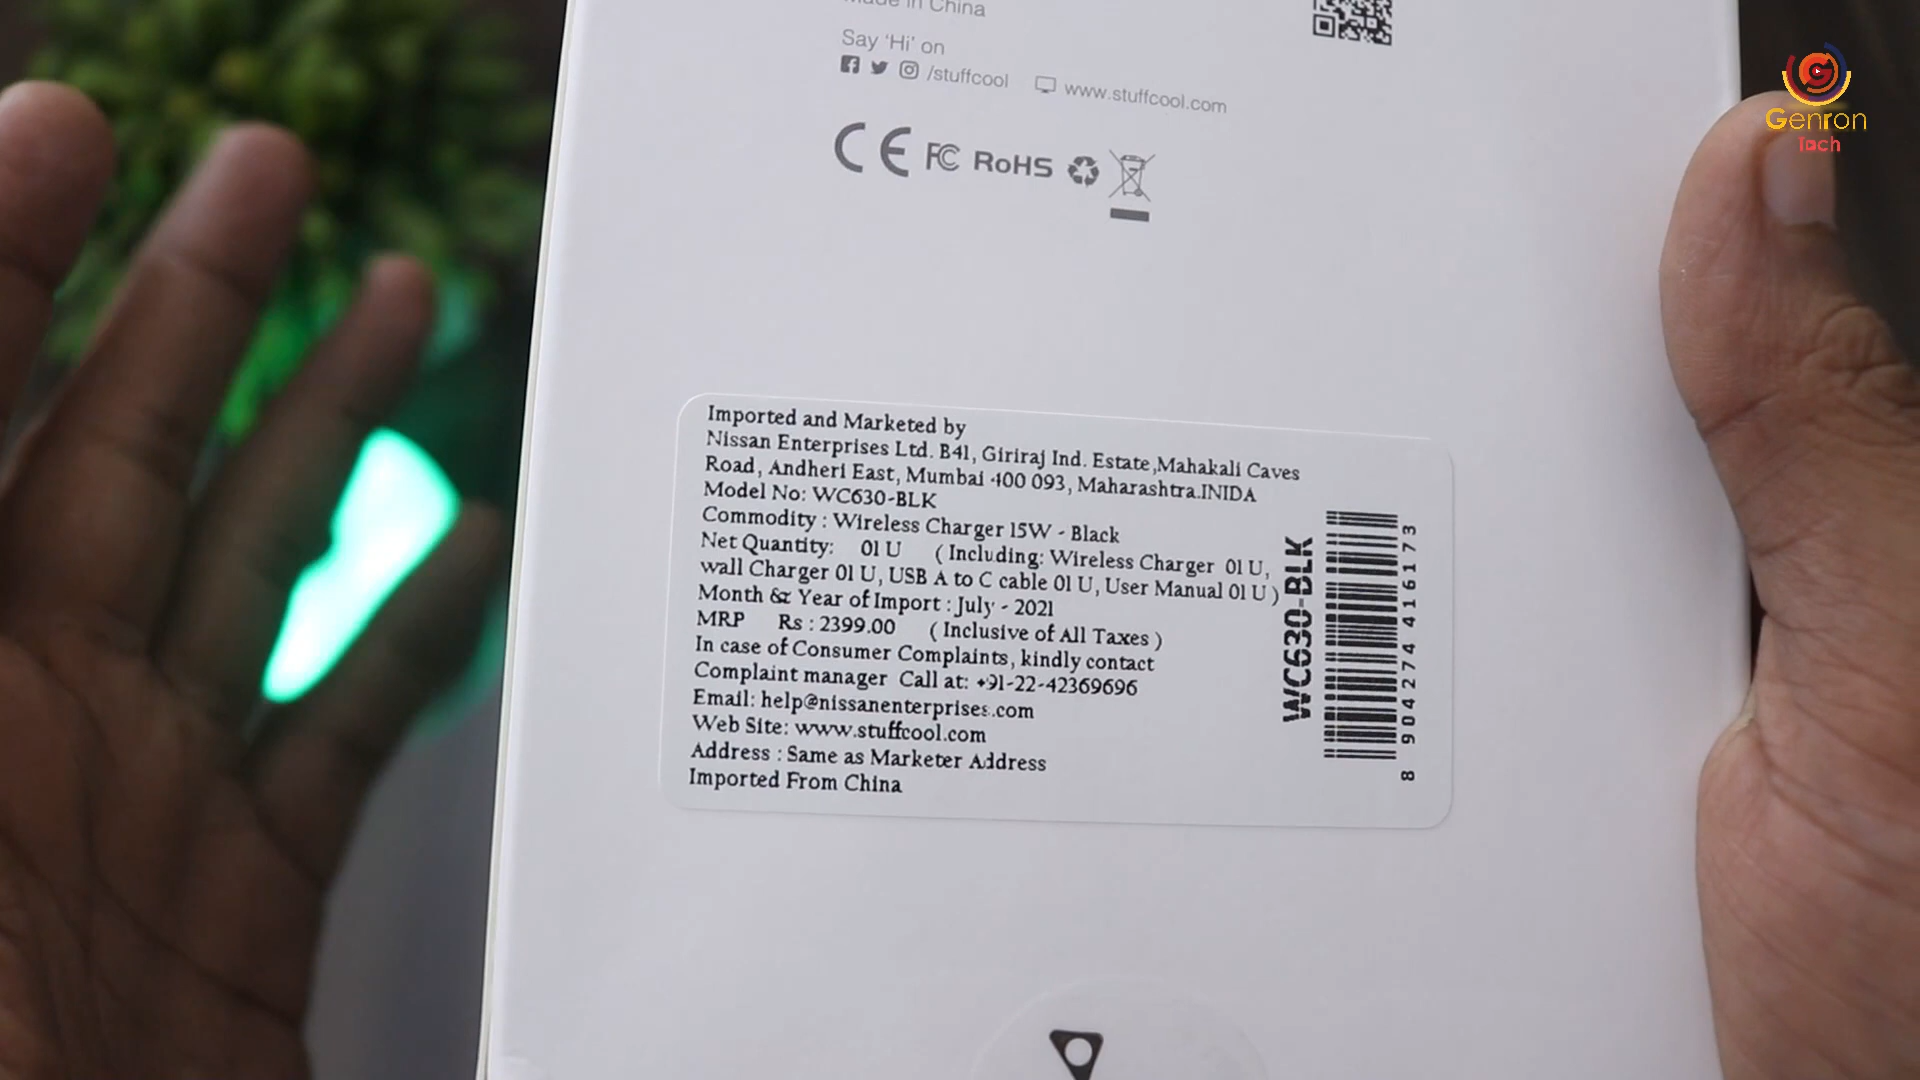 Made in China
Say ‘Hi’ on
/stuffcool www.stuffcool.com
CE FC RoHS
Genron
Tech
Imported and Marketed by
Nissan Enterprises Ltd. B41, Giriraj Ind. Estate,Mahakali Caves
Road, Andheri East, Mumbai 400 093, Maharashtra.INIDA
Model No: WC630-BLK
Commodity : Wireless Charger 15W - Black
Net Quantity: 01 U ( Including: Wireless Charger 01 U,
wall Charger 01 U, USB A to C cable 01 U, User Manual 01 U )
Month & Year of Import : July - 2021
MRP Rs : 2399.00 ( Inclusive of All Taxes )
In case of Consumer Complaints, kindly contact
Complaint manager Call at: +91-22-42369696
Email: help@nissanenterprises.com
Web Site: www.stuffcool.com
Address : Same as Marketer Address
Imported From China
WC630-BLK
8 904274 416173